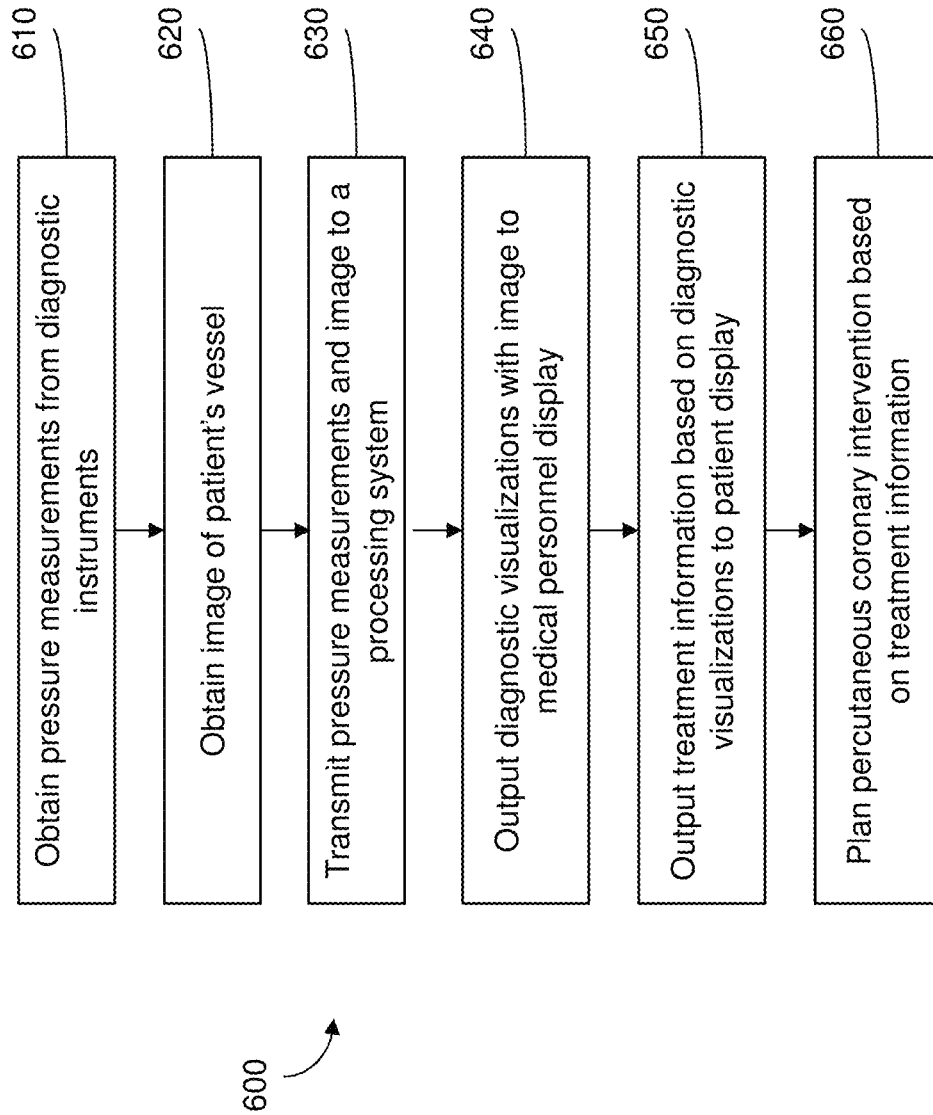 600
610
Obtain pressure measurements from diagnostic
instruments
620
Obtain image of patient's vessel
630
Transmit pressure measurements and image to a
processing system
640
Output diagnostic visualizations with image to
medical personnel display
650
Output treatment information based on diagnostic
visualizations to patient display
660
Plan percutaneous coronary intervention based
on treatment information